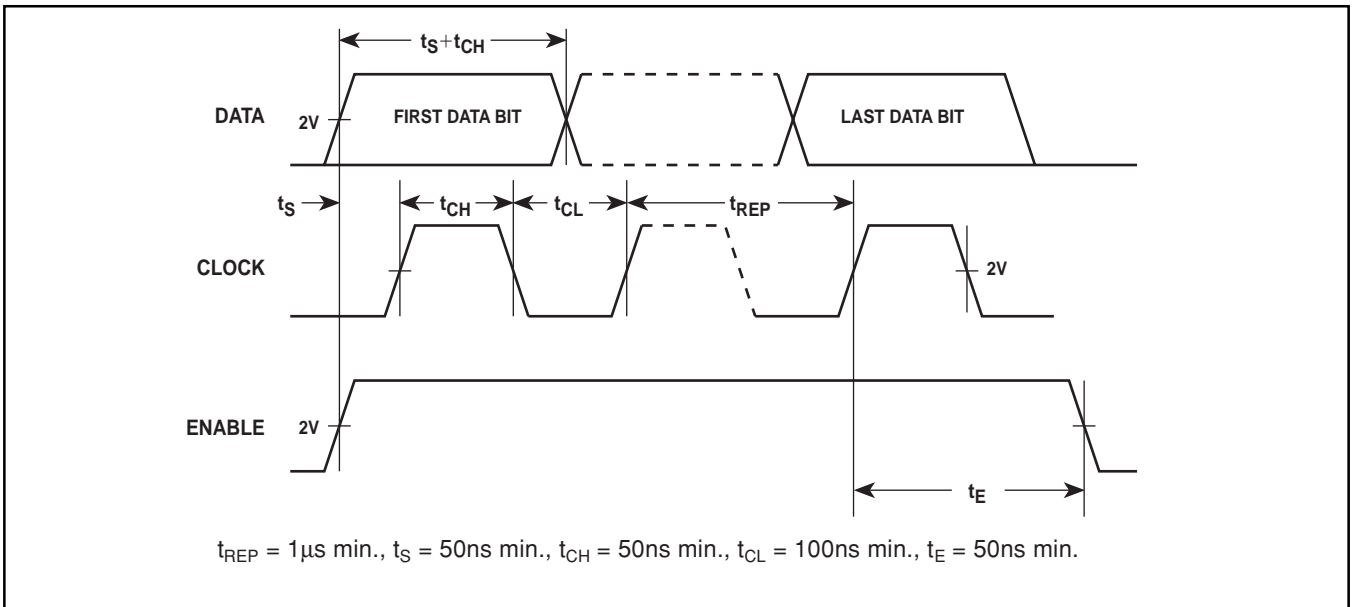 tS+tCH
DATA 2V FIRST DATA BIT LAST DATA BIT
tS tCH tCL tREP
CLOCK 2V
ENABLE 2V
tE
tREP = 1μs min., tS = 50ns min., tCH = 50ns min., tCL = 100ns min., tE = 50ns min.